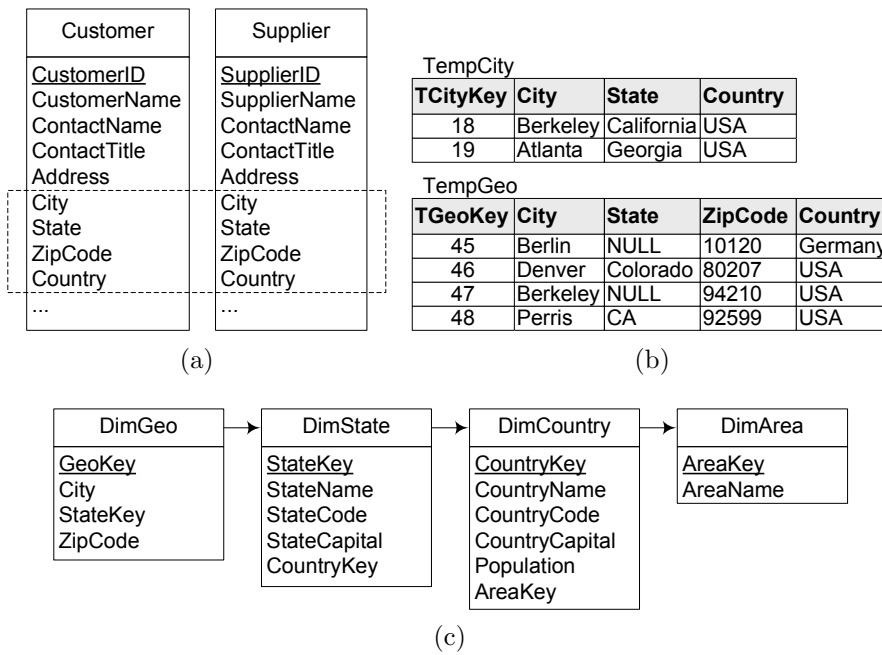 Customer
CustomerID
CustomerName
ContactName
ContactTitle
Address
City
State
ZipCode
Country
...
Supplier
SupplierID
SupplierName
ContactName
ContactTitle
Address
City
State
ZipCode
Country
...
(a)
TempCity
TCityKey City State Country
18 Berkeley California USA
19 Atlanta Georgia USA
TempGeo
TGeoKey City State ZipCode Country
45 Berlin NULL 10120 Germany
46 Denver Colorado 80207 USA
47 Berkeley NULL 94210 USA
48 Perris CA 92599 USA
(b)
DimGeo
GeoKey
City
StateKey
ZipCode
DimState
StateKey
StateName
StateCode
StateCapital
CountryKey
DimCountry
CountryKey
CountryName
CountryCode
CountryCapital
Population
AreaKey
DimArea
AreaKey
AreaName
(c)